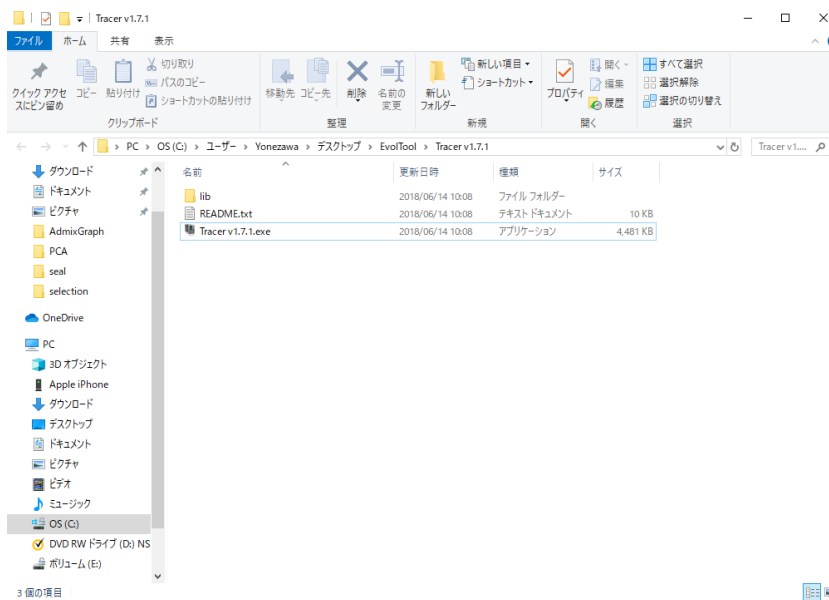 Tracer v1.7.1
ファイル ホーム 共有 表示
クイック アクセスにピン留め
コピー
貼り付け
切り取り
パスのコピー
ショートカットの貼り付け
クリップボード
移動先
コピー先
削除
名前の変更
整理
新しいフォルダー
新しい項目
ショートカット
新規
プロパティ
開く
編集
履歴
開く
すべて選択
選択解除
選択の切り替え
選択
PC › OS (C:) › ユーザー › Yonezawa › デスクトップ › EvolTool › Tracer v1.7.1
Tracer v1....
ダウンロード
ドキュメント
ピクチャ
AdmixGraph
PCA
seal
selection
OneDrive
PC
3D オブジェクト
Apple iPhone
ダウンロード
デスクトップ
ドキュメント
ピクチャ
ビデオ
ミュージック
OS (C:)
DVD RW ドライブ (D:) NS
ボリューム (E:)
名前 更新日時 種類 サイズ
lib 2018/06/14 10:08 ファイル フォルダー
README.txt 2018/06/14 10:08 テキスト ドキュメント 10 KB
Tracer v1.7.1.exe 2018/06/14 10:08 アプリケーション 4,481 KB
3 個の項目